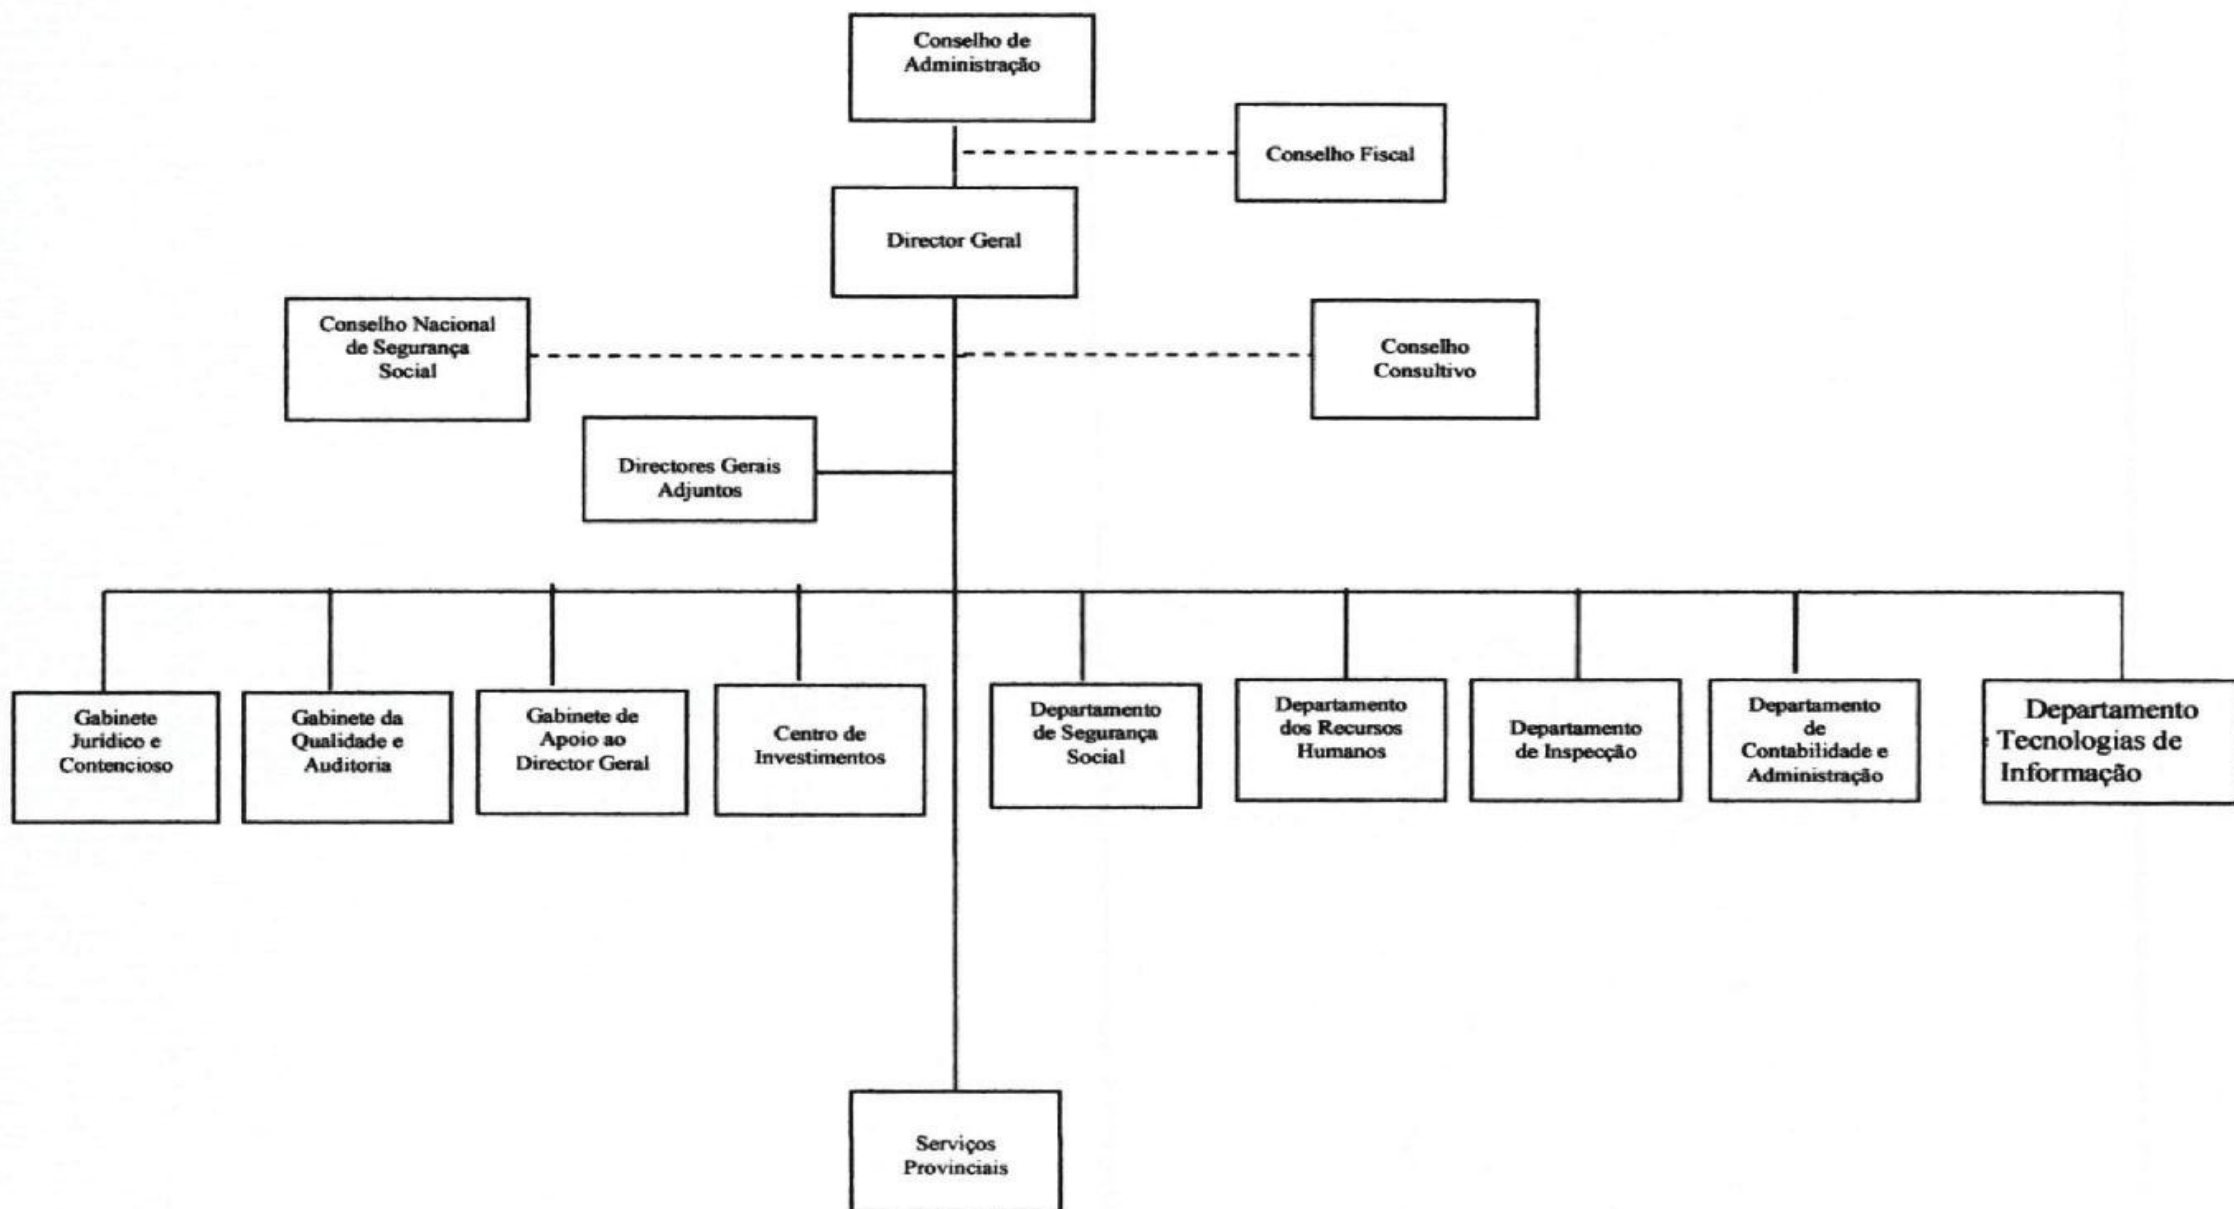 Conselho de
Administração
Conselho Fiscal
Director Geral
Conselho Nacional
de Segurança
Social
Conselho
Consultivo
Directores Gerais
Adjuntos
Gabinete
Jurídico e
Contencioso
Gabinete da
Qualidade e
Auditoria
Gabinete de
Apoio ao
Director Geral
Centro de
Investimentos
Departamento
de Segurança
Social
Departamento
dos Recursos
Humanos
Departamento
de Inspecção
Departamento
de
Contabilidade e
Administração
Departamento
Tecnologias de
Informação
Serviços
Provinciais